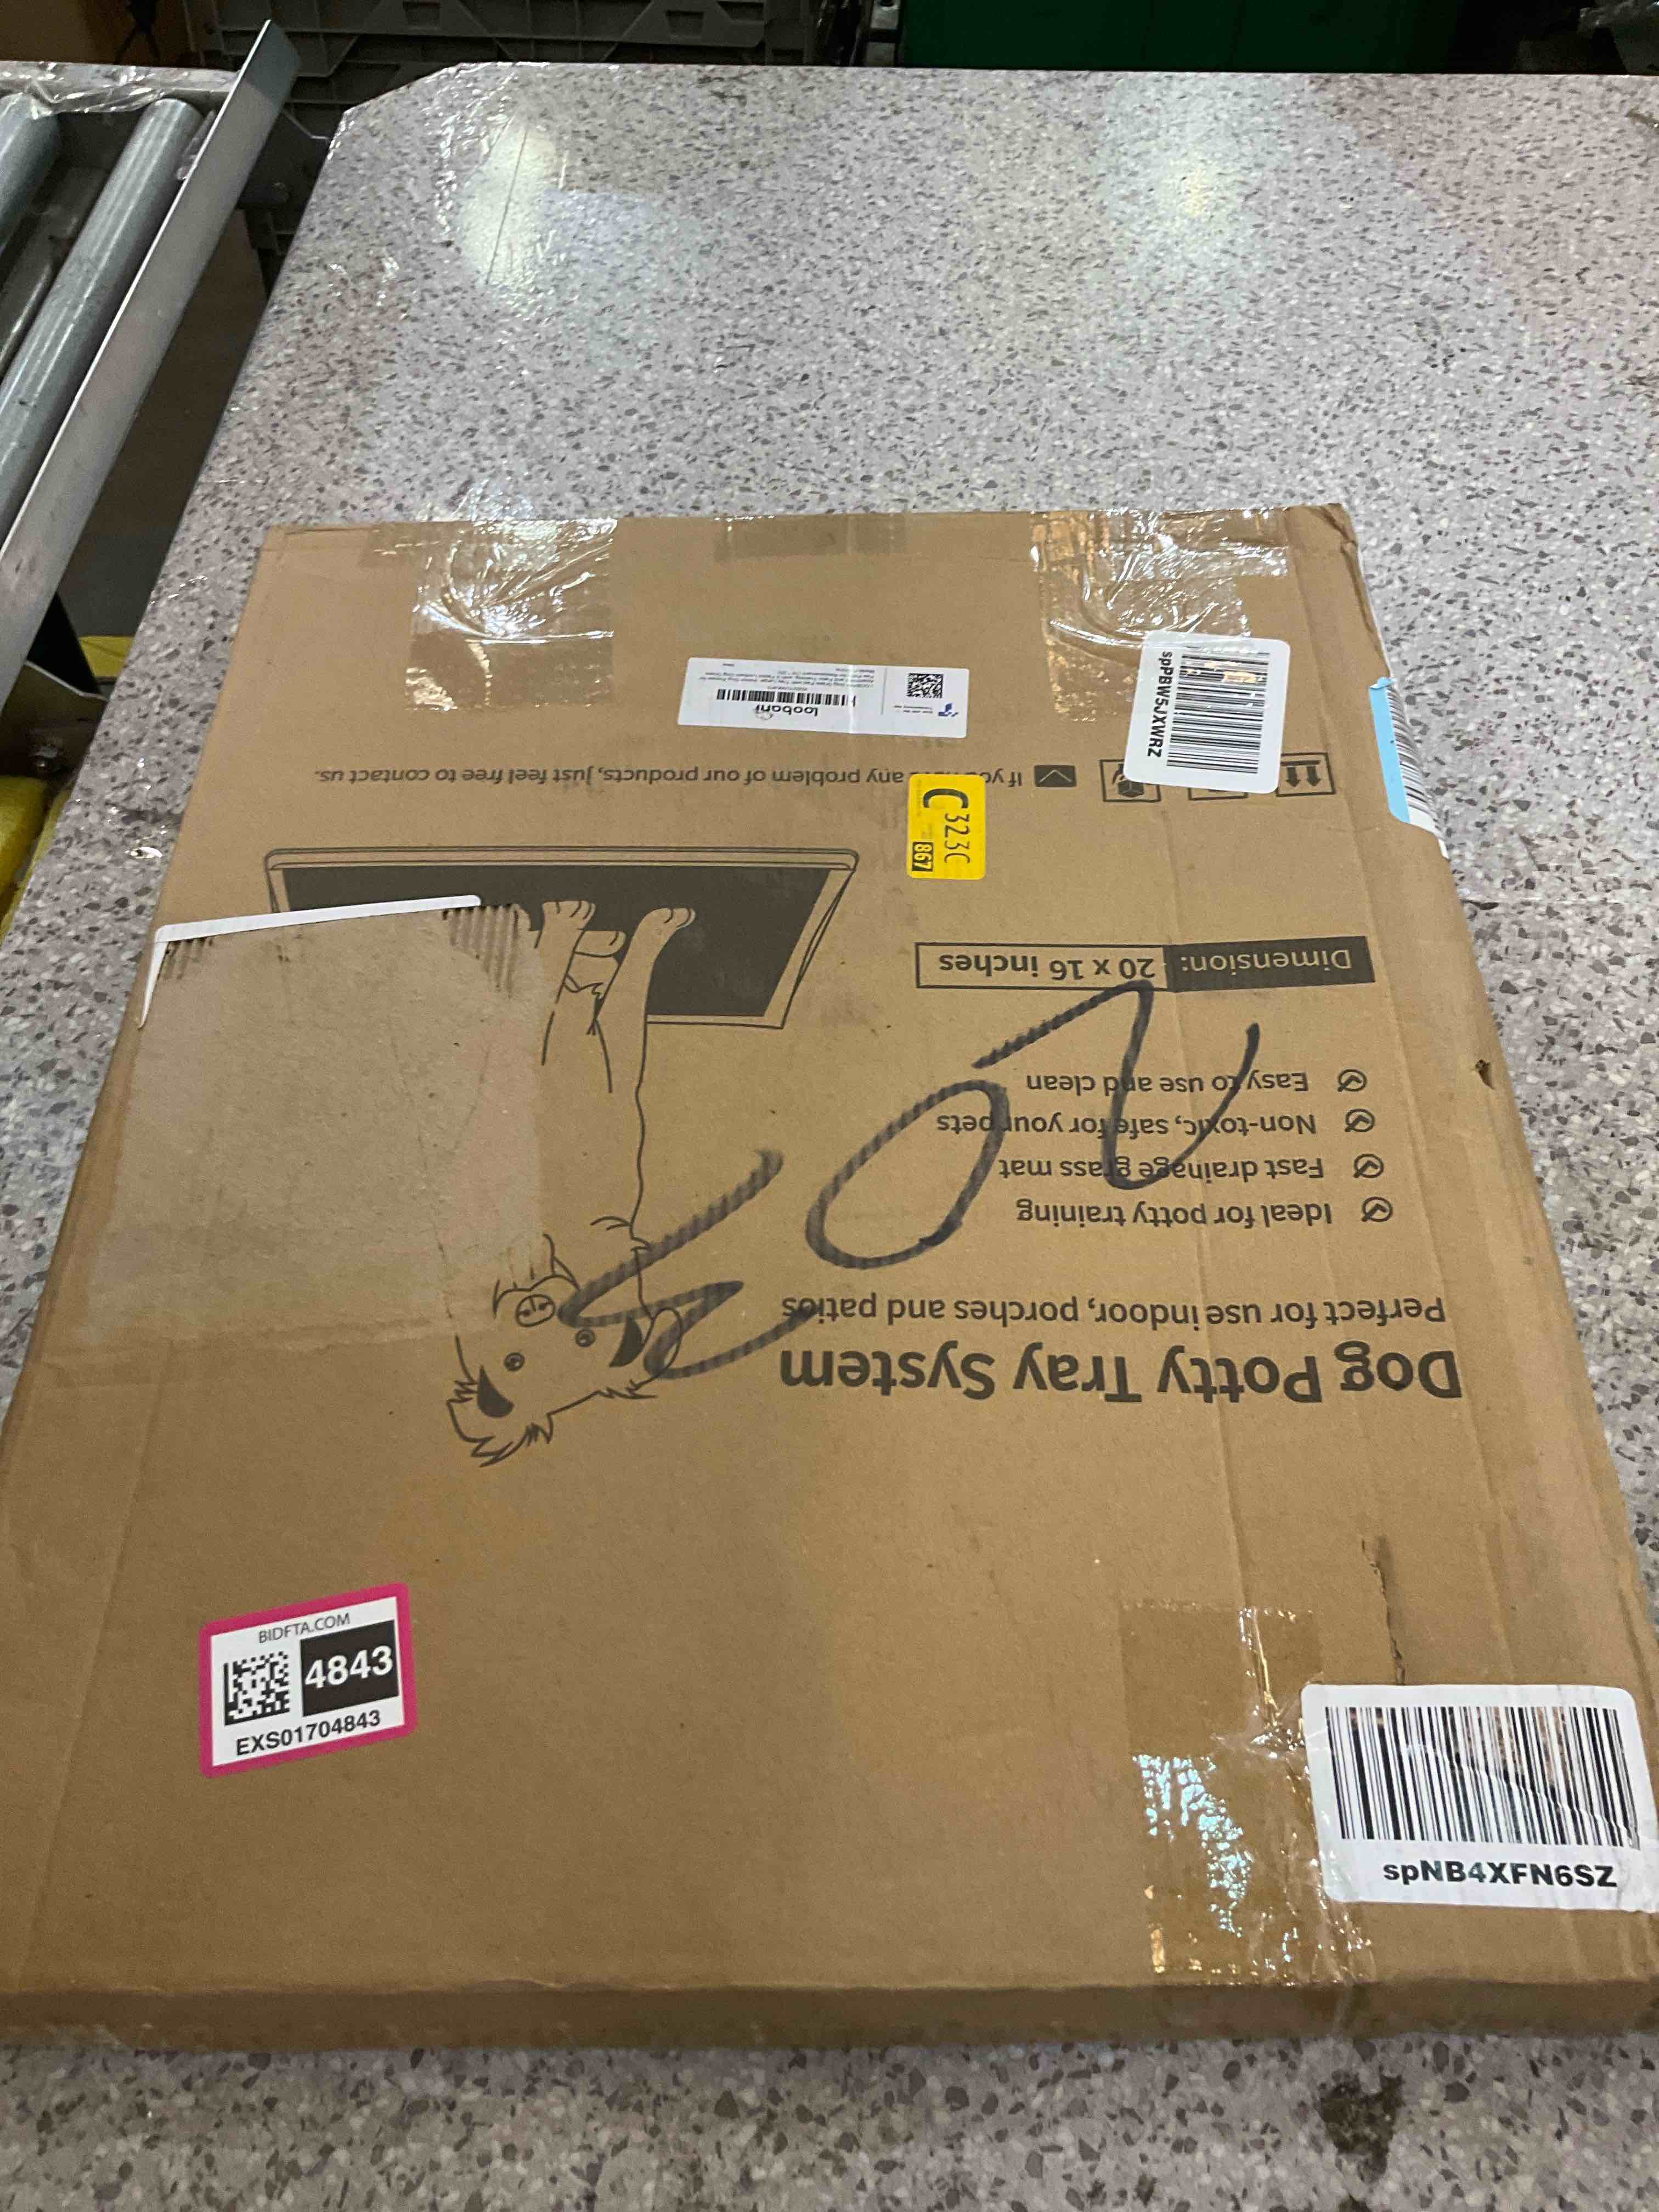 loobani
spPBW5JXWRZ
If you any problem of our products, just feel free to contact us.
C 323C
867
Dimension: 20 x 16 inches
Easy to use and clean
Non-toxic, safe for your pets
Fast drainage grass mat
Ideal for potty training
Perfect for use indoor, porches and patios
Dog Potty Tray System
BIDFTA.COM
4843
EXS01704843
spNB4XFN6SZ